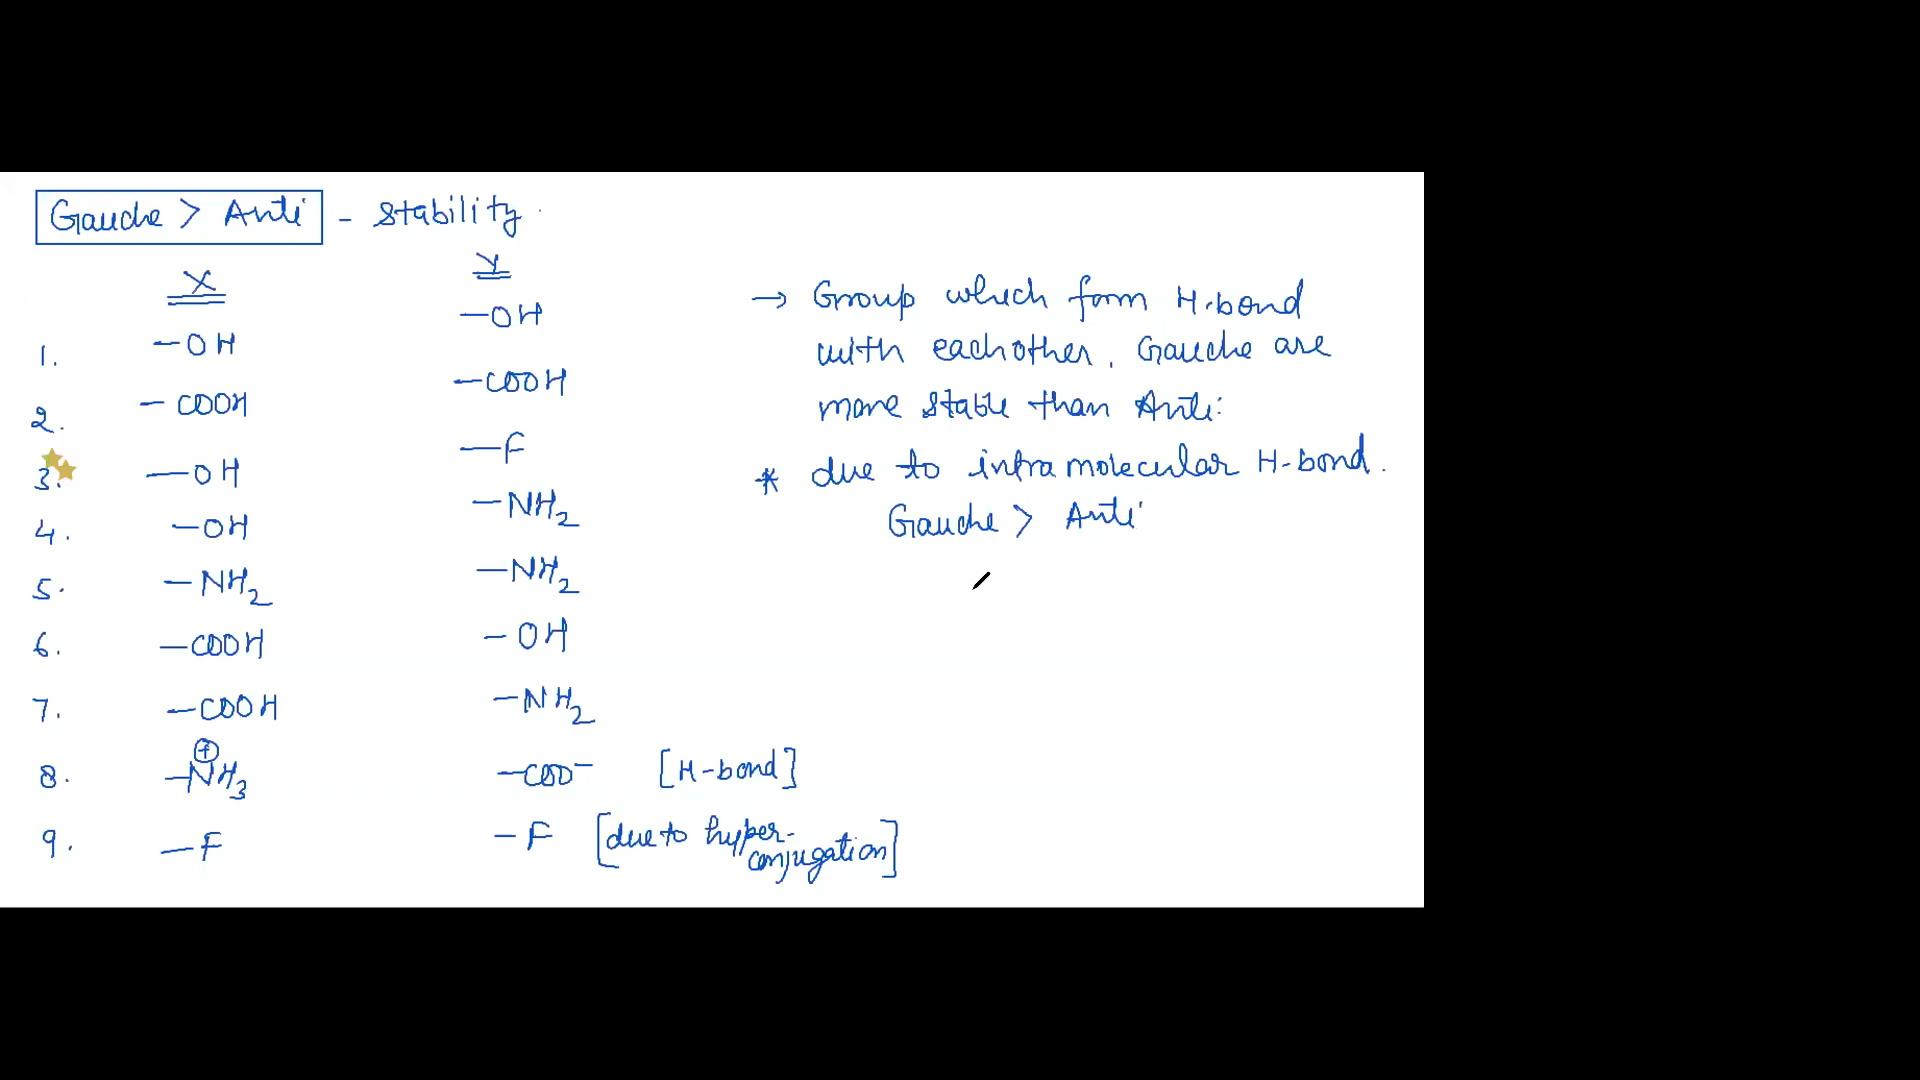 Gauche > Anti - stability
X Y
1. -OH -OH
2. -COOH -COOH
3. -OH -F
4. -OH -NH₂
5. -NH₂ -NH₂
6. -COOH -OH
7. -COOH -NH₂
8. -N⊕H₃ -COO⁻ [H-bond]
9. -F -F [due to hyper-
conjugation]
→ Group which form H-bond
with eachother, Gauche are
more stable than Anti.
* due to intramolecular H-bond.
Gauche > Anti